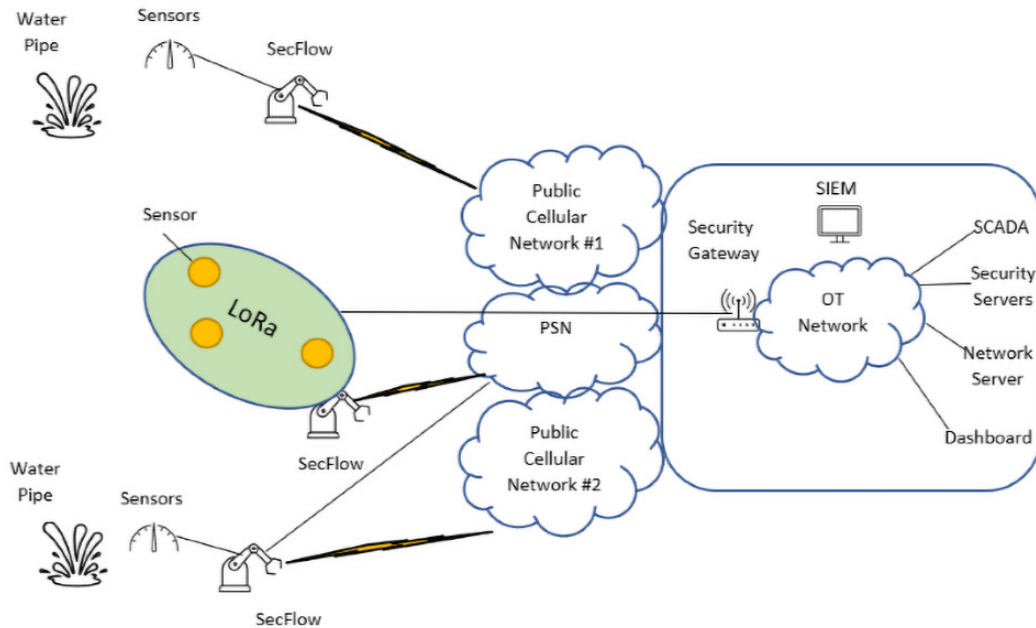 Water
Pipe
Sensors
SecFlow
Public
Cellular
Network #1
SIEM
Security
Gateway
SCADA
Security
Servers
Sensor
LoRa
PSN
OT
Network
Network
Server
Dashboard
SecFlow
Public
Cellular
Network #2
Water
Pipe
Sensors
SecFlow